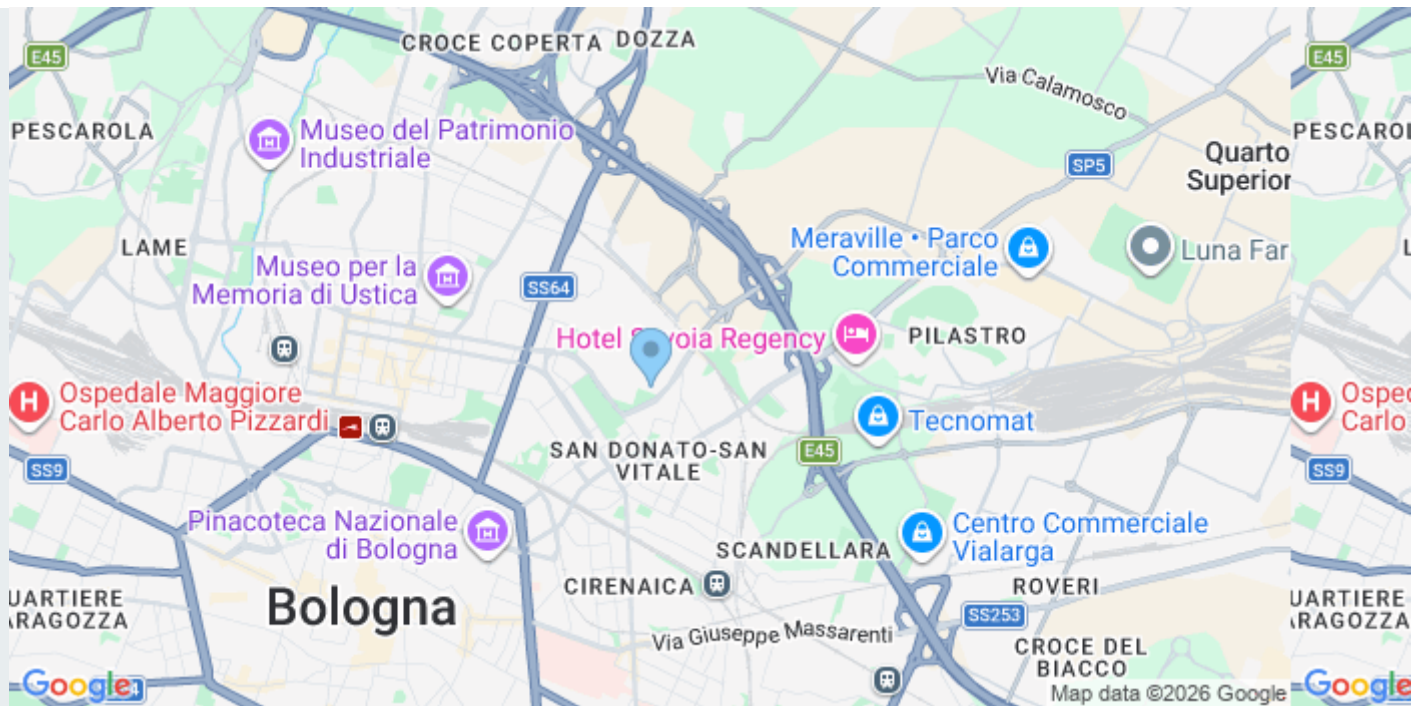 CROCE COPERTA
DOZZA
E45
E45
Via Calamosco
PESCAROLA
Museo del Patrimonio
Industriale
PESCAROL
Quarto
Superior
SP5
LAME
Meraville • Parco
Commerciale
Luna Far
L
Museo per la
Memoria di Ustica
SS64
Hotel Savoia Regency
PILASTRO
Ospedale Maggiore
Carlo Alberto Pizzardi
Tecnomat
Osped
Carlo
SAN DONATO-SAN
VITALE
E45
SS9
SS9
Pinacoteca Nazionale
di Bologna
Centro Commerciale
Vialarga
SCANDELLARA
CIRENAICA
ROVERI
UARTIERE
ARAGOZZA
Bologna
SS253
UARTIERE
ARAGOZZA
Via Giuseppe Massarenti
CROCE DEL
BIACCO
Google
Map data ©2026 Google
Google